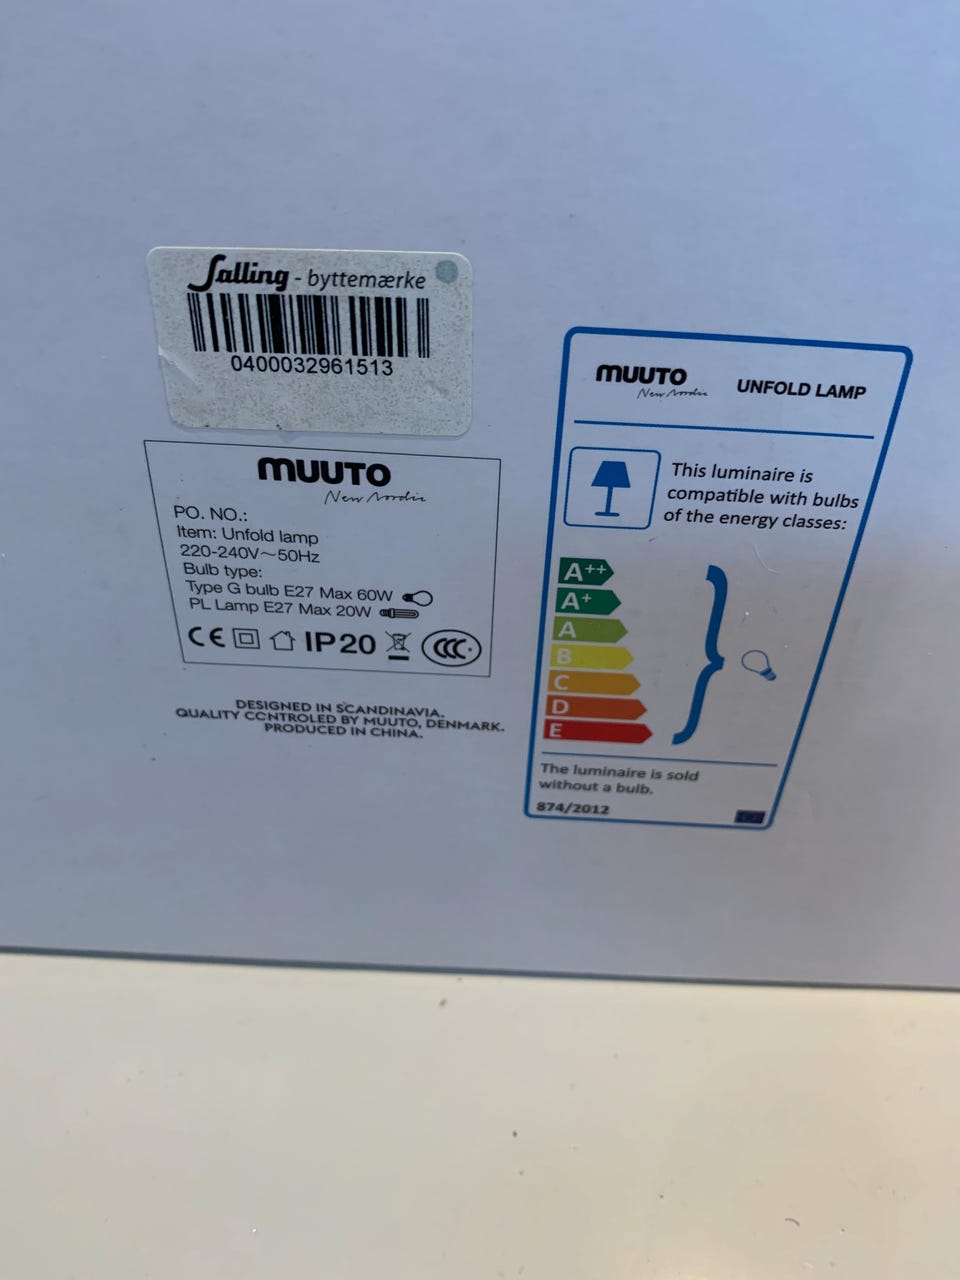 Salling - byttemærke
0400032961513
muuto
New Nordic
PO. NO.:
Item: Unfold lamp
220-240V~50Hz
Bulb type:
Type G bulb E27 Max 60W
PL Lamp E27 Max 20W
CE IP20 CCC
DESIGNED IN SCANDINAVIA.
QUALITY CONTROLED BY MUUTO, DENMARK.
PRODUCED IN CHINA.
muuto UNFOLD LAMP
New Nordic
This luminaire is
compatible with bulbs
of the energy classes:
A++
A+
A
B
C
D
E
The luminaire is sold
without a bulb.
874/2012